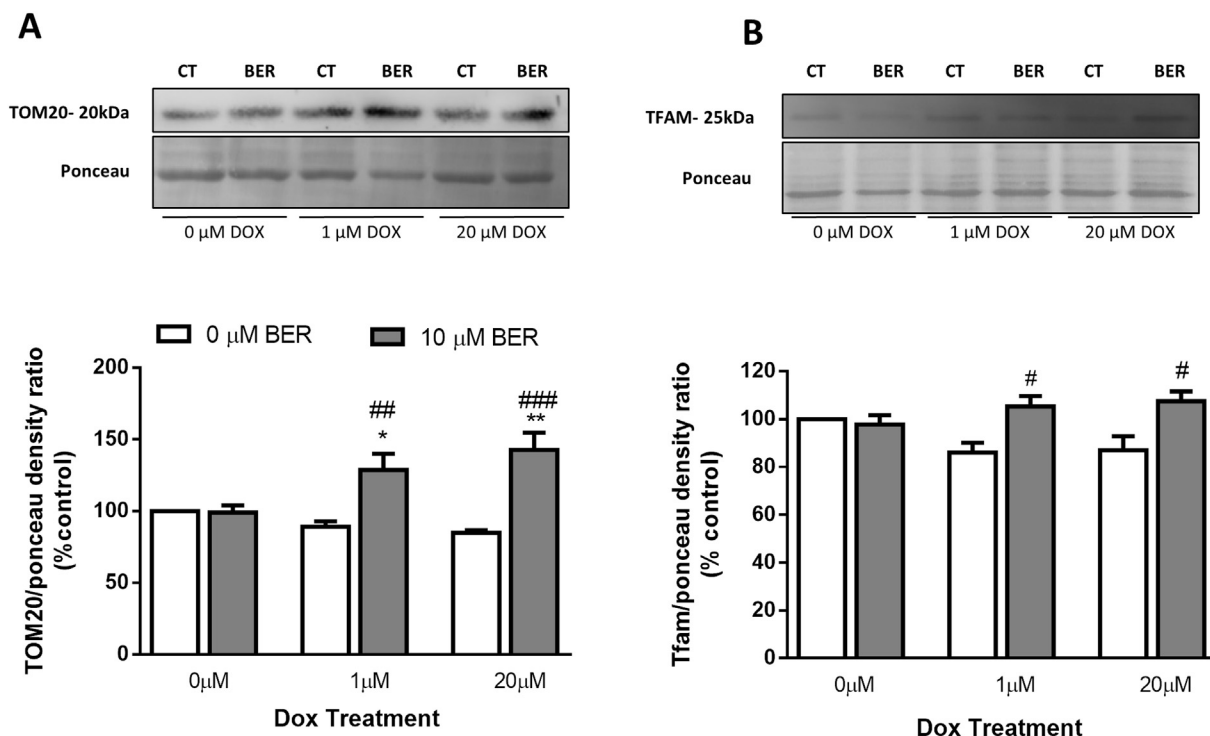 A
CT BER CT BER CT BER
TOM20- 20kDa
Ponceau
0 µM DOX 1 µM DOX 20 µM DOX
0 µM BER 10 µM BER
TOM20/ponceau density ratio
(%control)
200
150
100
50
0
##
*
###
**
0µM 1µM 20µM
Dox Treatment
B
CT BER CT BER CT BER
TFAM- 25kDa
Ponceau
0 µM DOX 1 µM DOX 20 µM DOX
Tfam/ponceau density ratio
(% control)
120
100
80
60
40
20
0
# #
0µM 1µM 20µM
Dox Treatment